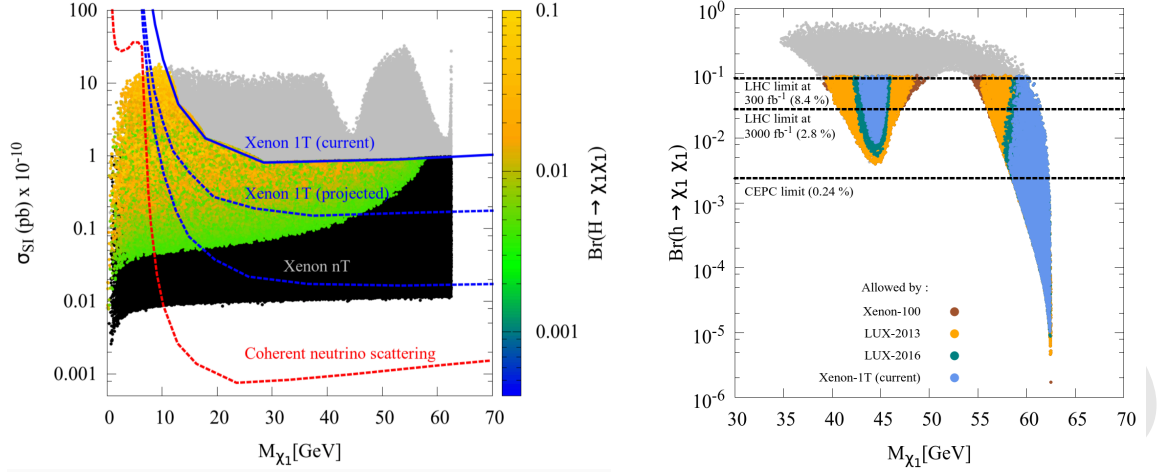 100
10
1
0.1
0.01
0.001
σSI (pb) x 10⁻¹⁰
Xenon 1T (current)
Xenon 1T (projected)
Xenon nT
Coherent neutrino scattering
0 10 20 30 40 50 60 70
Mχ₁[GeV]
0.1
0.01
0.001
Br(H → χ₁χ₁)
10⁰
10⁻¹
10⁻²
10⁻³
10⁻⁴
10⁻⁵
10⁻⁶
Br(h → χ₁ χ₁)
LHC limit at
300 fb⁻¹ (8.4 %)
LHC limit at
3000 fb⁻¹ (2.8 %)
CEPC limit (0.24 %)
Allowed by :
Xenon-100
LUX-2013
LUX-2016
Xenon-1T (current)
30 35 40 45 50 55 60 65 70
Mχ₁[GeV]